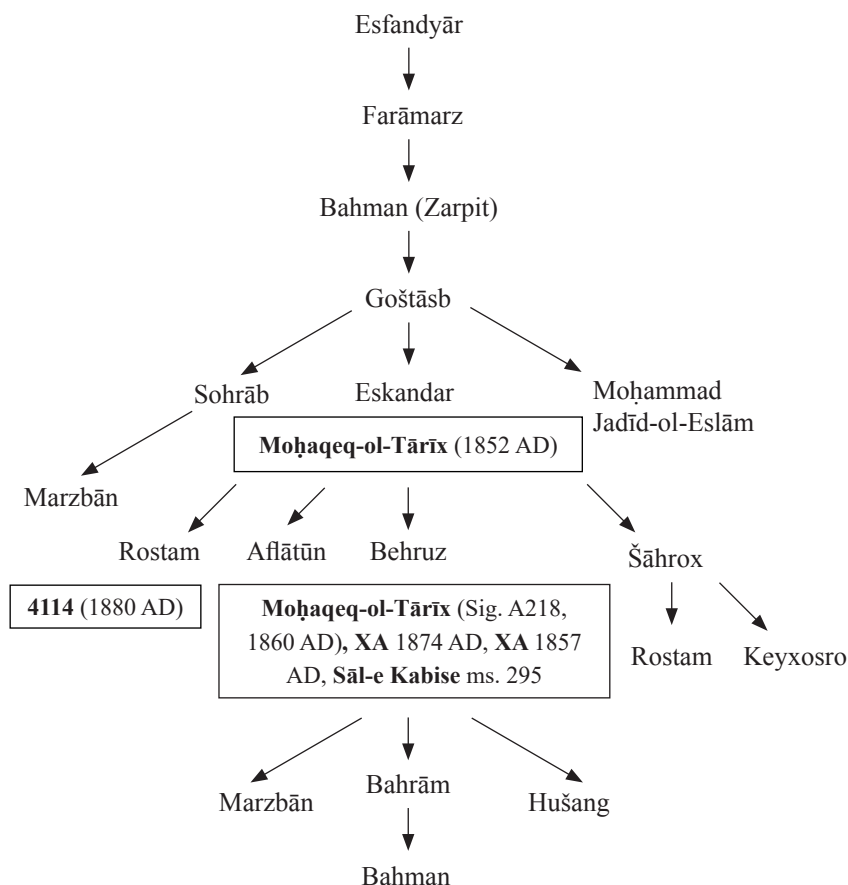 Esfandyār
Farāmarz
Bahman (Zarpit)
Goštāsb
Sohrāb
Eskandar
Moḥammad
Jadīd-ol-Eslām
Moḥaqeq-ol-Tārīx (1852 AD)
Marzbān
Rostam
Aflātūn
Behruz
Šāhrox
4114 (1880 AD)
Moḥaqeq-ol-Tārīx (Sig. A218,
1860 AD), XA 1874 AD, XA 1857
AD, Sāl-e Kabise ms. 295
Rostam
Keyxosro
Marzbān
Bahrām
Hušang
Bahman